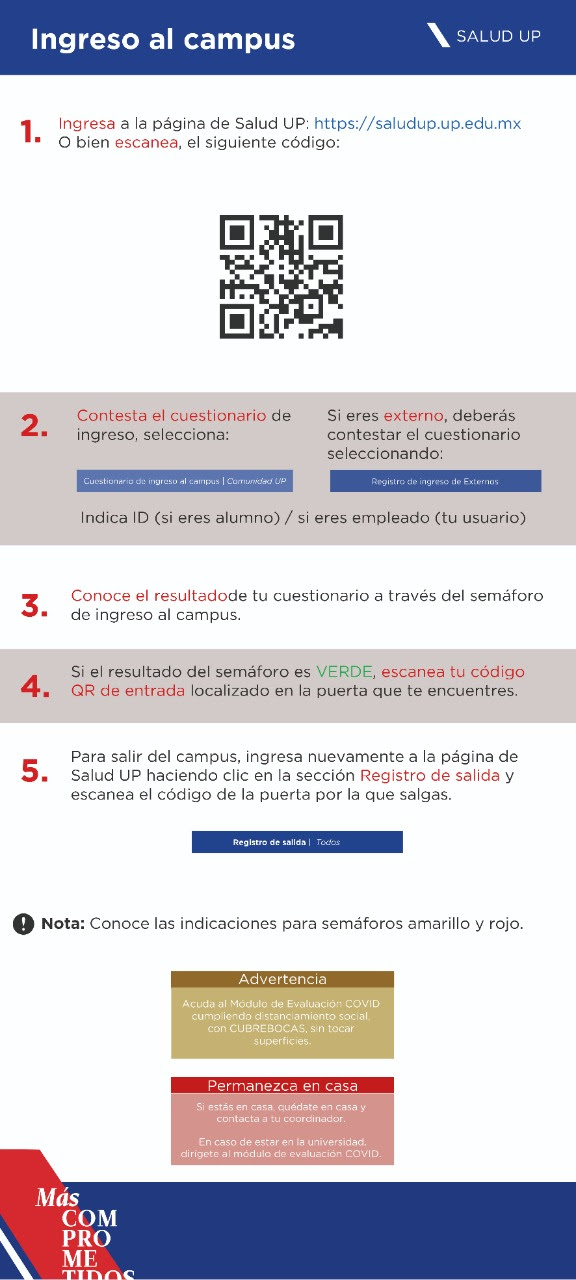 Ingreso al campus
SALUD UP
1.
Ingresa a la página de Salud UP: https://saludup.up.edu.mx
O bien escanea, el siguiente código:
2.
Contesta el cuestionario de
ingreso, selecciona:
Cuestionario de ingreso al campus | Comunidad UP
Si eres externo, deberás
contestar el cuestionario
seleccionando:
Registro de ingreso de Externos
Indica ID (si eres alumno) / si eres empleado (tu usuario)
3.
Conoce el resultadode tu cuestionario a través del semáforo
de ingreso al campus.
4.
Si el resultado del semáforo es VERDE, escanea tu código
QR de entrada localizado en la puerta que te encuentres.
5.
Para salir del campus, ingresa nuevamente a la página de
Salud UP haciendo clic en la sección Registro de salida y
escanea el código de la puerta por la que salgas.
Registro de salida | Todos
Nota: Conoce las indicaciones para semáforos amarillo y rojo.
Advertencia
Acuda al Módulo de Evaluación COVID
cumpliendo distanciamiento social,
con CUBREBOCAS, sin tocar
superficies.
Permanezca en casa
Si estás en casa, quédate en casa y
contacta a tu coordinador.
En caso de estar en la universidad,
dirígete al módulo de evaluación COVID.
Más
COM
PRO
ME
TIDOS